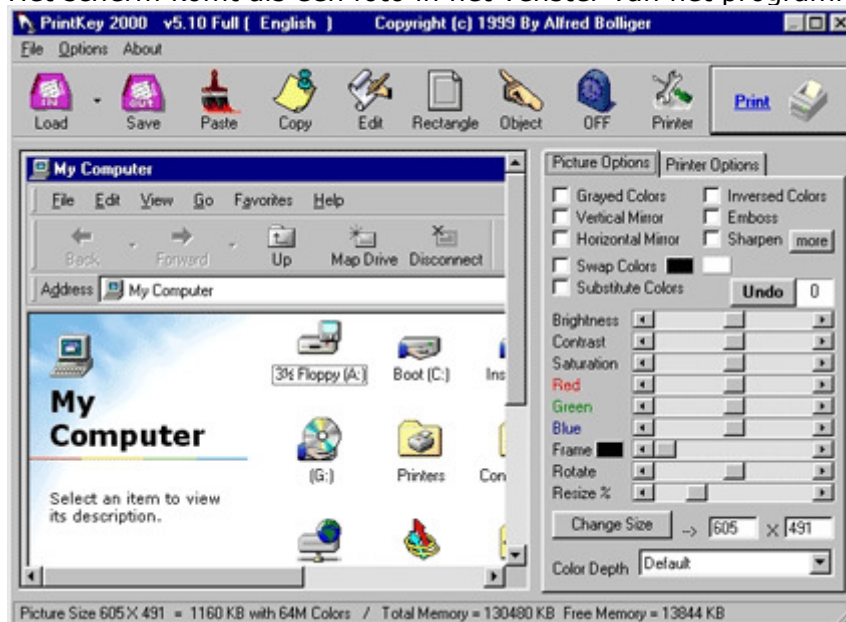 Het scherm komt als een foto in het venster van het
PrintKey 2000 v5.10 Full ( English ) Copyright (c) 1999 By Alfred Bolliger
File Options About
IN OUT
Load Save Paste Copy Edit Rectangle Object OFF Printer Print
My Computer
File Edit View Go Favorites Help
Back Forward Up Map Drive Disconnect
Address My Computer
3½ Floppy (A:) Boot (C:) Ins
My
Computer
(G:) Printers Con
Select an item to view
its description.
Picture Options Printer Options
Grayed Colors Inversed Colors
Vertical Mirror Emboss
Horizontal Mirror Sharpen more
Swap Colors
Substitute Colors Undo 0
Brightness
Contrast
Saturation
Red
Green
Blue
Frame
Rotate
Resize %
Change Size --> 605 X 491
Color Depth Default
Picture Size 605 X 491 = 1160 KB with 64M Colors / Total Memory = 130480 KB Free Memory = 13844 KB